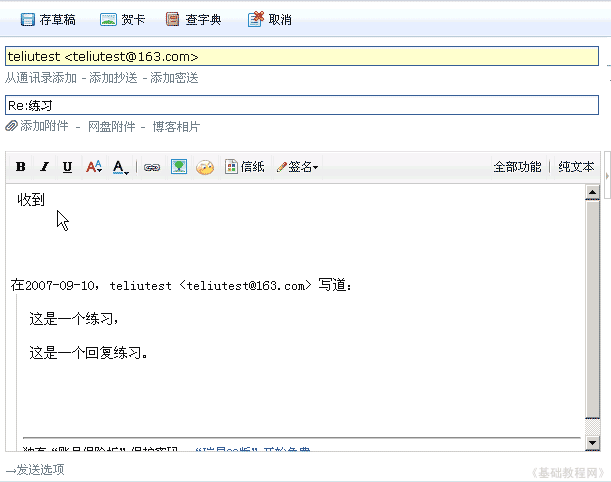 存草稿 贺卡 查字典 取消
teliutest <teliutest@163.com>
从通讯录添加 - 添加抄送 - 添加密送
Re:练习
添加附件 - 网盘附件 - 博客相片
B I U A A 信纸 签名 全部功能 | 纯文本
收到
在2007-09-10，teliutest <teliutest@163.com> 写道：
这是一个练习，
这是一个回复练习。
→发送选项
《基础教程网》